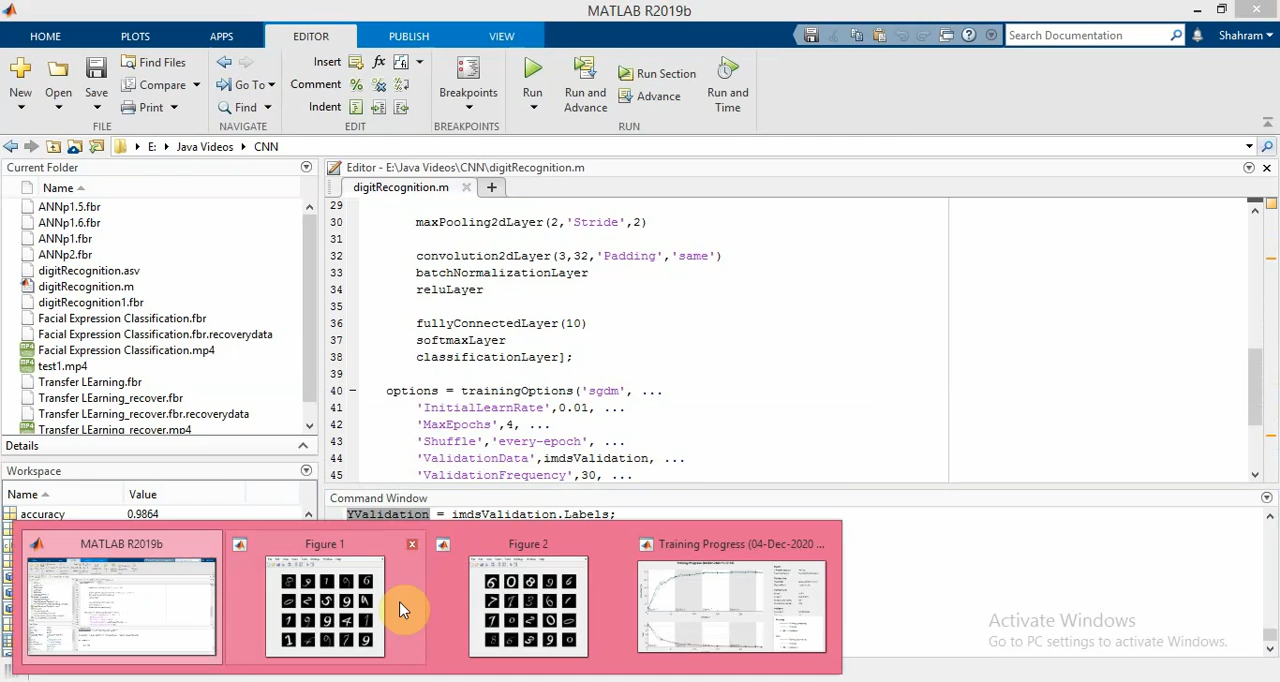 MATLAB R2019b
HOME PLOTS APPS EDITOR PUBLISH VIEW Search Documentation Shahram
New Open Save Find Files Compare Print Go To Find Insert fx Comment Indent Breakpoints Run Run and Advance Run Section Advance Run and Time
FILE NAVIGATE EDIT BREAKPOINTS RUN
E: Java Videos CNN
Current Folder
Name
ANNp1.5.fbr
ANNp1.6.fbr
ANNp1.fbr
ANNp2.fbr
digitRecognition.asv
digitRecognition.m
digitRecognition1.fbr
Facial Expression Classification.fbr
Facial Expression Classification.fbr.recoverydata
Facial Expression Classification.mp4
test1.mp4
Transfer LEarning.fbr
Transfer LEarning_recover.fbr
Transfer LEarning_recover.fbr.recoverydata
Transfer LEarning_recover.mp4
Details
Workspace
Name Value
accuracy 0.9864
Editor - E:\Java Videos\CNN\digitRecognition.m
digitRecognition.m
29
30 maxPooling2dLayer(2,'Stride',2)
31
32 convolution2dLayer(3,32,'Padding','same')
33 batchNormalizationLayer
34 reluLayer
35
36 fullyConnectedLayer(10)
37 softmaxLayer
38 classificationLayer];
39
40 – options = trainingOptions('sgdm', ...
41 'InitialLearnRate',0.01, ...
42 'MaxEpochs',4, ...
43 'Shuffle','every-epoch', ...
44 'ValidationData',imdsValidation, ...
45 'ValidationFrequency',30, ...
Command Window
YValidation = imdsValidation.Labels;
MATLAB R2019b Figure 1 Figure 2 Training Progress (04-Dec-2020 ...
Activate Windows
Go to PC settings to activate Windows.